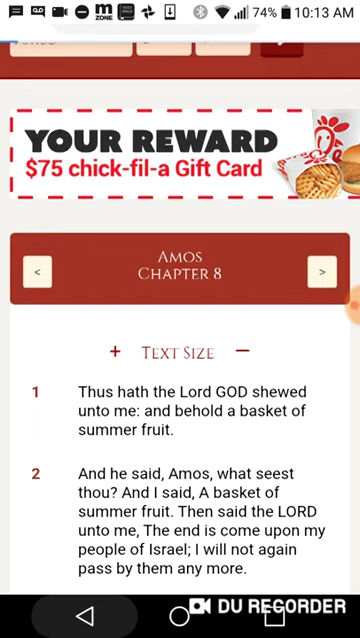 m ZONE 74% 10:13 AM
YOUR REWARD
$75 chick-fil-a Gift Card
AMOS
CHAPTER 8
< >
+ TEXT SIZE −
1 Thus hath the Lord GOD shewed
unto me: and behold a basket of
summer fruit.
2 And he said, Amos, what seest
thou? And I said, A basket of
summer fruit. Then said the LORD
unto me, The end is come upon my
people of Israel; I will not again
pass by them any more.
DU RECORDER